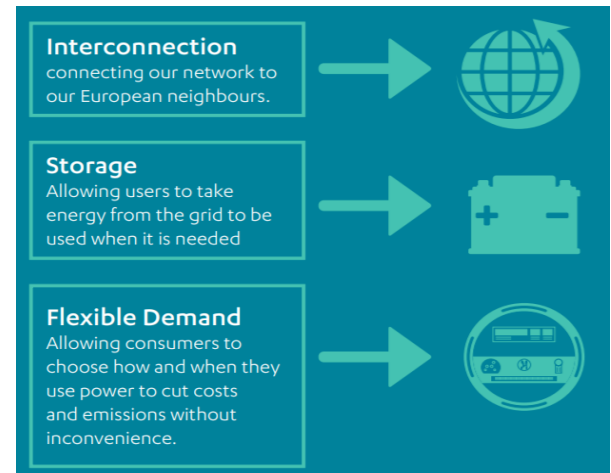 Interconnection
connecting our network to
our European neighbours.
Storage
Allowing users to take
energy from the grid to be
used when it is needed
Flexible Demand
Allowing consumers to
choose how and when they
use power to cut costs
and emissions without
inconvenience.